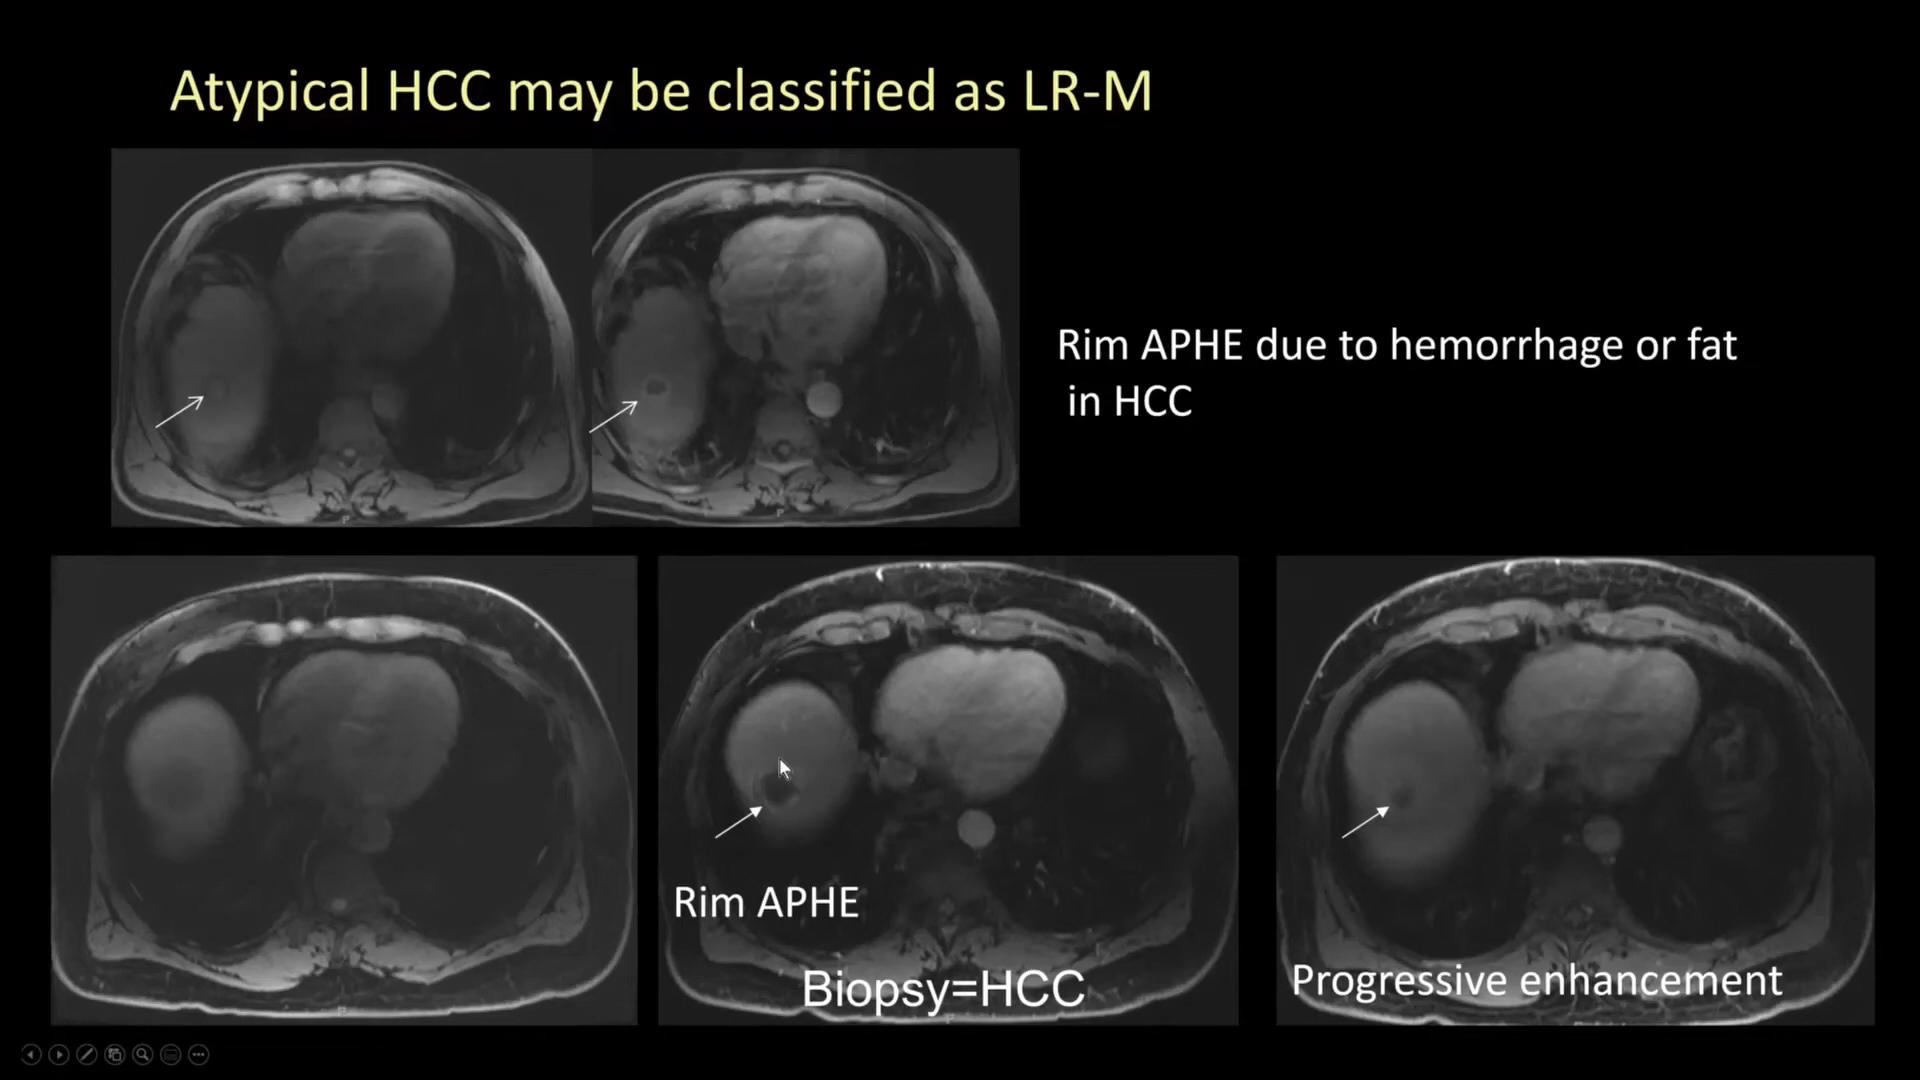 Atypical HCC may be classified as LR-M
Rim APHE due to hemorrhage or fat
in HCC
Rim APHE
Biopsy=HCC
Progressive enhancement